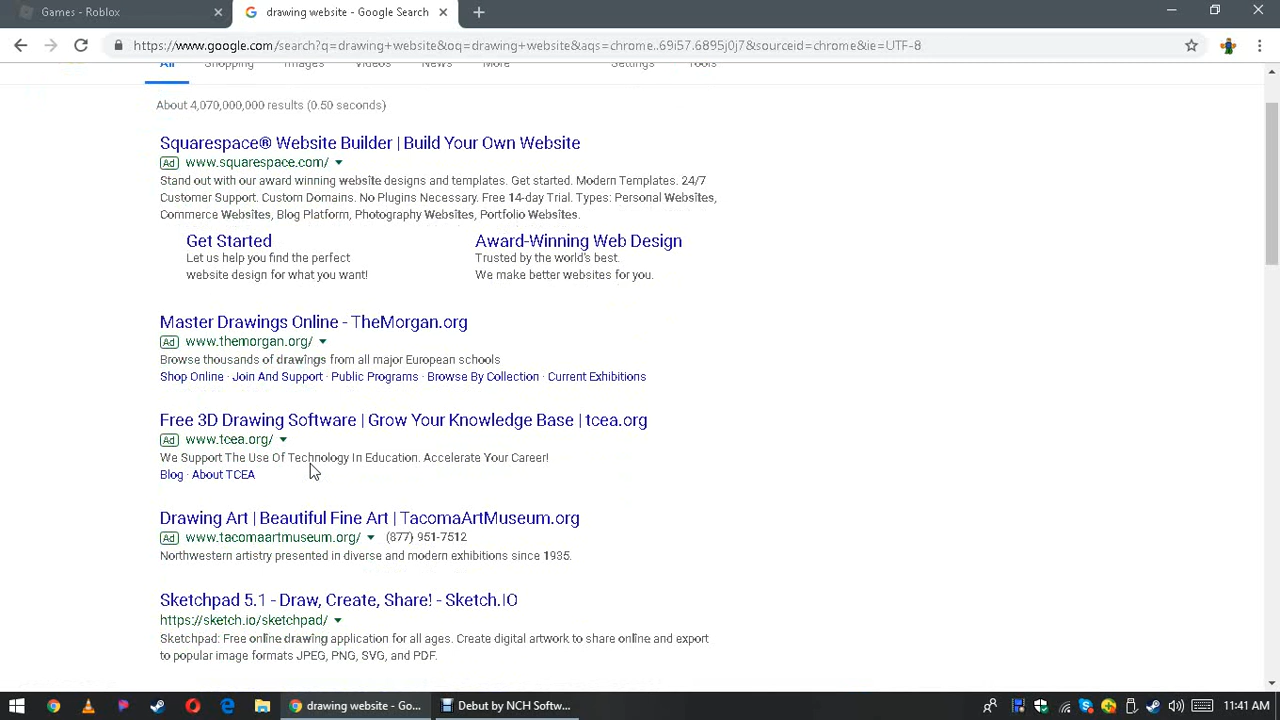 Games - Roblox
drawing website - Google Search
https://www.google.com/search?q=drawing+website&oq=drawing+website&aqs=chrome..69i57.6895j0j7&sourceid=chrome&ie=UTF-8
All Shopping Images Videos News More Settings Tools
About 4,070,000,000 results (0.50 seconds)
Squarespace® Website Builder | Build Your Own Website
Ad www.squarespace.com/
Stand out with our award winning website designs and templates. Get started. Modern Templates. 24/7
Customer Support. Custom Domains. No Plugins Necessary. Free 14-day Trial. Types: Personal Websites,
Commerce Websites, Blog Platform, Photography Websites, Portfolio Websites.
Get Started
Let us help you find the perfect
website design for what you want!
Award-Winning Web Design
Trusted by the world's best.
We make better websites for you.
Master Drawings Online - TheMorgan.org
Ad www.themorgan.org/
Browse thousands of drawings from all major European schools
Shop Online · Join And Support · Public Programs · Browse By Collection · Current Exhibitions
Free 3D Drawing Software | Grow Your Knowledge Base | tcea.org
Ad www.tcea.org/
We Support The Use Of Technology In Education. Accelerate Your Career!
Blog · About TCEA
Drawing Art | Beautiful Fine Art | TacomaArtMuseum.org
Ad www.tacomaartmuseum.org/ (877) 951-7512
Northwestern artistry presented in diverse and modern exhibitions since 1935.
Sketchpad 5.1 - Draw, Create, Share! - Sketch.IO
https://sketch.io/sketchpad/
Sketchpad: Free online drawing application for all ages. Create digital artwork to share online and export
to popular image formats JPEG, PNG, SVG, and PDF.
drawing website - Go...
Debut by NCH Softw...
11:41 AM